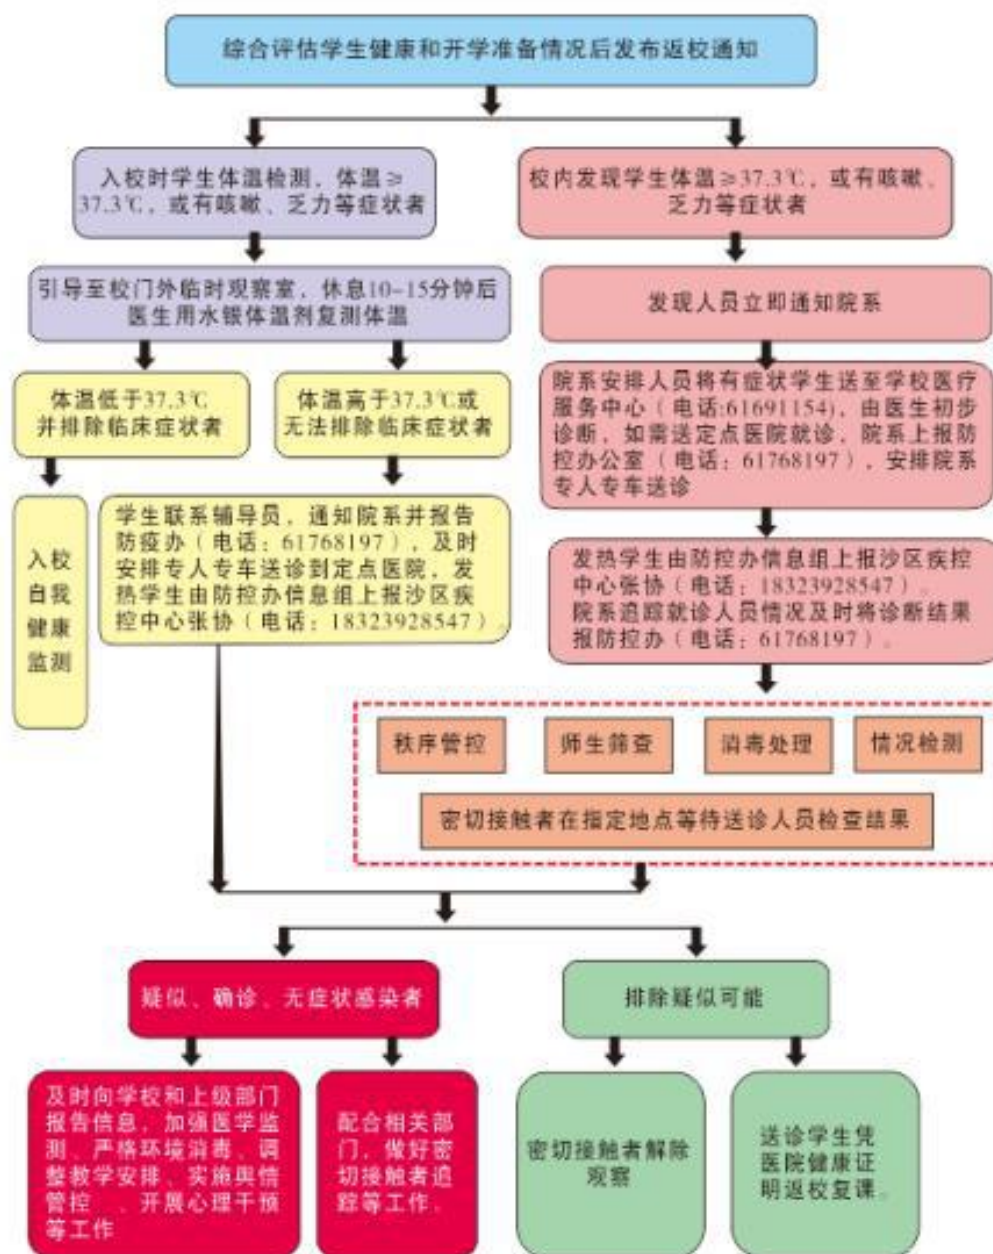 综合评估学生健康和开学准备情况后发布返校通知
入校时学生体温检测，体温≥
37.3℃，或有咳嗽、乏力等症状者
校内发现学生体温≥37.3℃，或有咳嗽、
乏力等症状者
引导至校门外临时观察室，休息10-15分钟后
医生用水银体温剂复测体温
发现人员立即通知院系
体温低于37.3℃
并排除临床症状者
体温高于37.3℃或
无法排除临床症状者
院系安排人员将有症状学生送至学校医疗
服务中心（电话:61691154)，由医生初步
诊断，如需送定点医院就诊，院系上报防
控办公室（电话：61768197），安排院系
专人专车送诊
入校
自我
健康
监测
学生联系辅导员，通知院系并报告
防疫办（电话：61768197），及时
安排专人专车送诊到定点医院，发
热学生由防控办信息组上报沙区疾
控中心张协（电话：18323928547）。
发热学生由防控办信息组上报沙区疾控
中心张协（电话：18323928547）。
院系追踪就诊人员情况及时将诊断结果
报防控办（电话：61768197）。
秩序管控
师生筛查
消毒处理
情况检测
密切接触者在指定地点等待送诊人员检查结果
疑似、确诊、无症状感染者
排除疑似可能
及时向学校和上级部门
报告信息，加强医学监
测、严格环境消毒、调
整教学安排、实施舆情
管控 、开展心理干预
等工作
配合相关部
门，做好密
切接触者追
踪等工作。
密切接触者解除
观察
送诊学生凭
医院健康证
明返校复课。